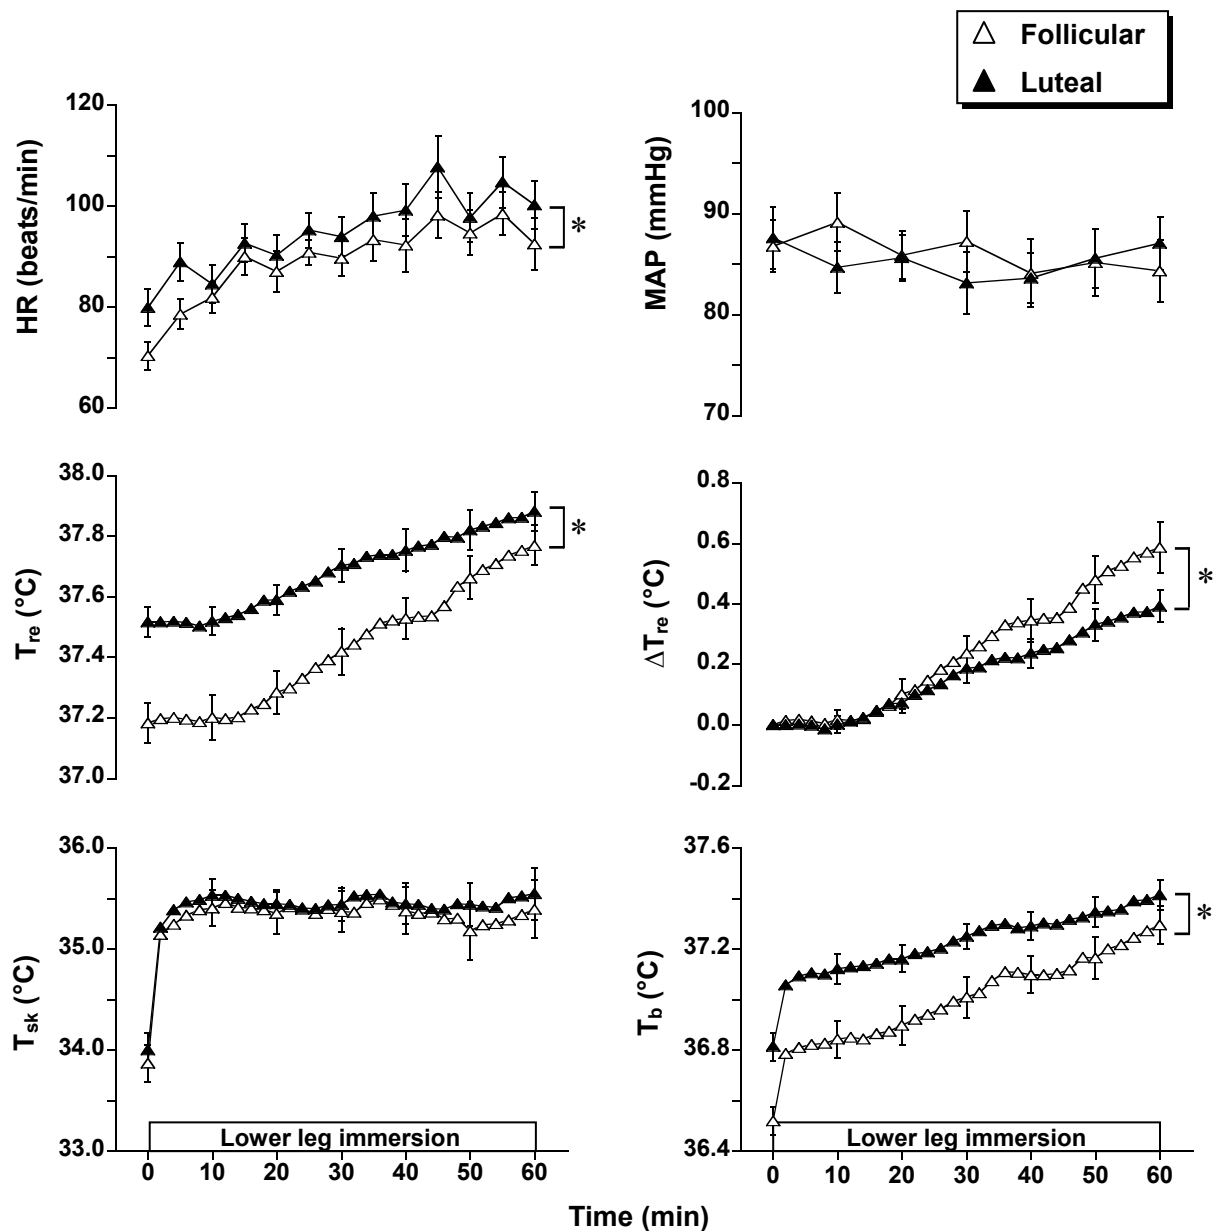 Follicular
Luteal
120
100
80
60
HR (beats/min)
*
100
90
80
70
MAP (mmHg)
38.0
37.8
37.6
37.4
37.2
37.0
Tre (°C)
*
0.8
0.6
0.4
0.2
0.0
-0.2
ΔTre (°C)
*
36.0
35.0
34.0
33.0
Tsk (°C)
Lower leg immersion
0 10 20 30 40 50 60
37.6
37.2
36.8
36.4
Tb (°C)
*
Lower leg immersion
0 10 20 30 40 50 60
Time (min)